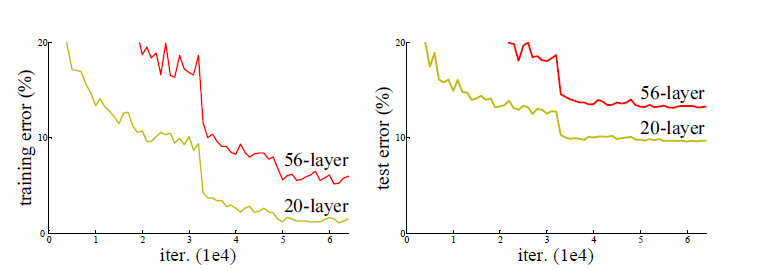 20
10
0
training error (%)
0 1 2 3 4 5 6
iter. (1e4)
56-layer
20-layer
20
10
0
test error (%)
0 1 2 3 4 5 6
iter. (1e4)
56-layer
20-layer